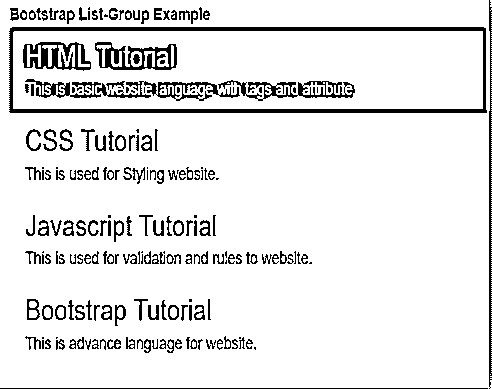 Bootstrap List-Group Example
HTML Tutorial
This is basic website language with tags and attribute
CSS Tutorial
This is used for Styling website.
Javascript Tutorial
This is used for validation and rules to website.
Bootstrap Tutorial
This is advance language for website.